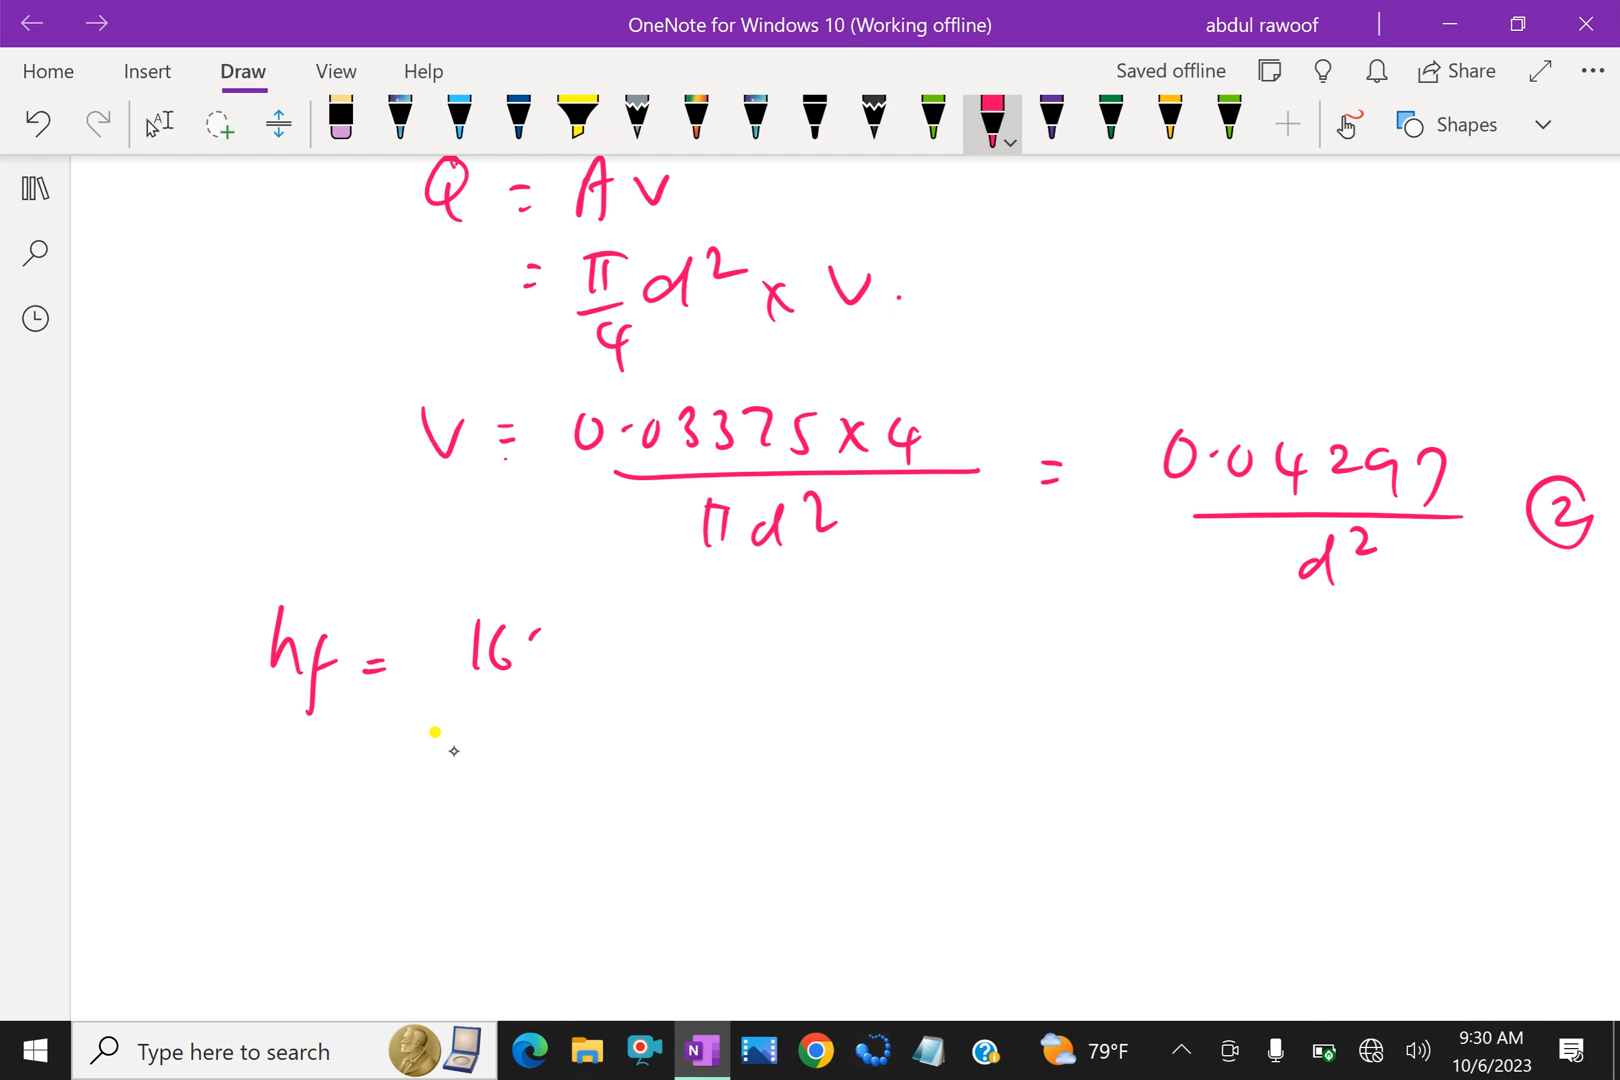 OneNote for Windows 10 (Working offline)
abdul rawoof
Home Insert Draw View Help
Saved offline
Share
Shapes
Q = A V
= π/4 d² × V .
V = 0.03375 × 4 / π d² = 0.04297 / d² ②
hf = 16
Type here to search
79°F
9:30 AM
10/6/2023